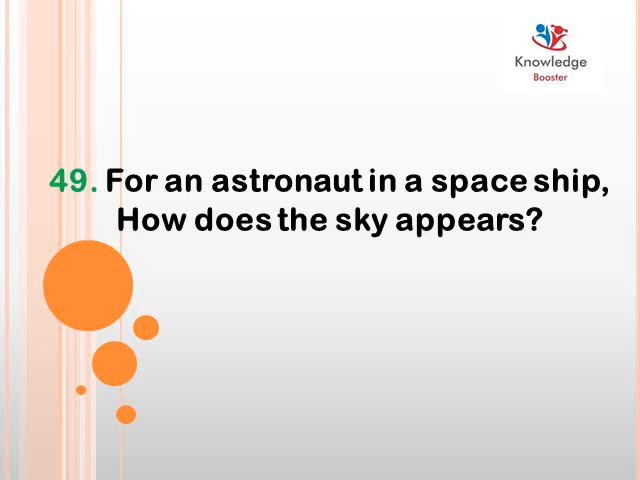 Knowledge
Booster
49. For an astronaut in a space ship,
How does the sky appears?